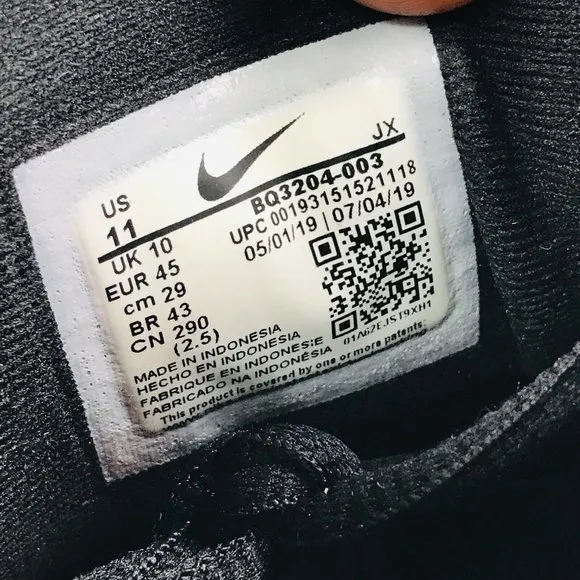 US
11
UK 10
EUR 45
cm 29
BR 43
CN 290
(2.5)
JX
BQ3204-003
UPC 00193151521118
05/01/19 | 07/04/19
01A62EJST9XH1
MADE IN INDONESIA
HECHO EN INDONESIA
FABRIQUE EN INDONESIE
FABRICADO NA INDONÉSIA
This product is covered by one or more patents.